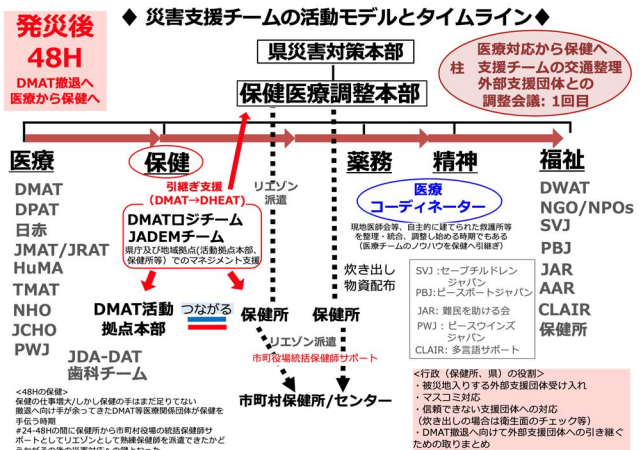 ◆ 災害支援チームの活動モデルとタイムライン◆
発災後
48H
DMAT撤退へ
医療から保健へ
県災害対策本部
保健医療調整本部
医療対応から保健へ
柱 支援チームの交通整理
外部支援団体との
調整会議: 1回目
医療
保健
薬務
精神
福祉
DMAT
DPAT
日赤
JMAT/JRAT
HuMA
TMAT
NHO
JCHO
PWJ
JDA-DAT
歯科チーム
引継ぎ支援
（DMAT→DHEAT）
DMATロジチーム
JADEMチーム
県庁及び地域拠点(活動拠点本部、
保健所等）でのマネジメント支援
リエゾン
派遣
DMAT活動
拠点本部
つながる
保健所
保健所
リエゾン派遣
市町村役場統括保健師サポート
市町村保健所/センター
医療
コーディネーター
現地医師会等、自主的に建てられた救護所等
を整理・統合、調整し始める時期でもある
（医療チームのノウハウを保健へ引継ぎ）
炊き出し
物資配布
SVJ :セーブチルドレン
ジャパン
PBJ:ピースボートジャパン
JAR: 難民を助ける会
PWJ ：ピースウインズ
ジャパン
CLAIR: 多言語サポート
DWAT
NGO/NPOs
SVJ
PBJ
JAR
AAR
CLAIR
保健所
<48Hの保健>
保健の仕事増大/しかし保健の手はまだ足りてない
撤退へ向け手が余ってきたDMAT等医療関係団体が保健を
手伝う時期
#24-48Hの間に保健所から市町村役場の統括保健師サ
ポートとしてリエゾンとして熟練保健師を派遣できたかど
<行政（保健所、県）の役割>
・被災地入りする外部支援団体受け入れ
・マスコミ対応
・信頼できない支援団体への対応
（炊き出しの場合は衛生面のチェック等）
・DMAT撤退へ向けて外部支援団体への引き継ぐ
ための取りまとめ